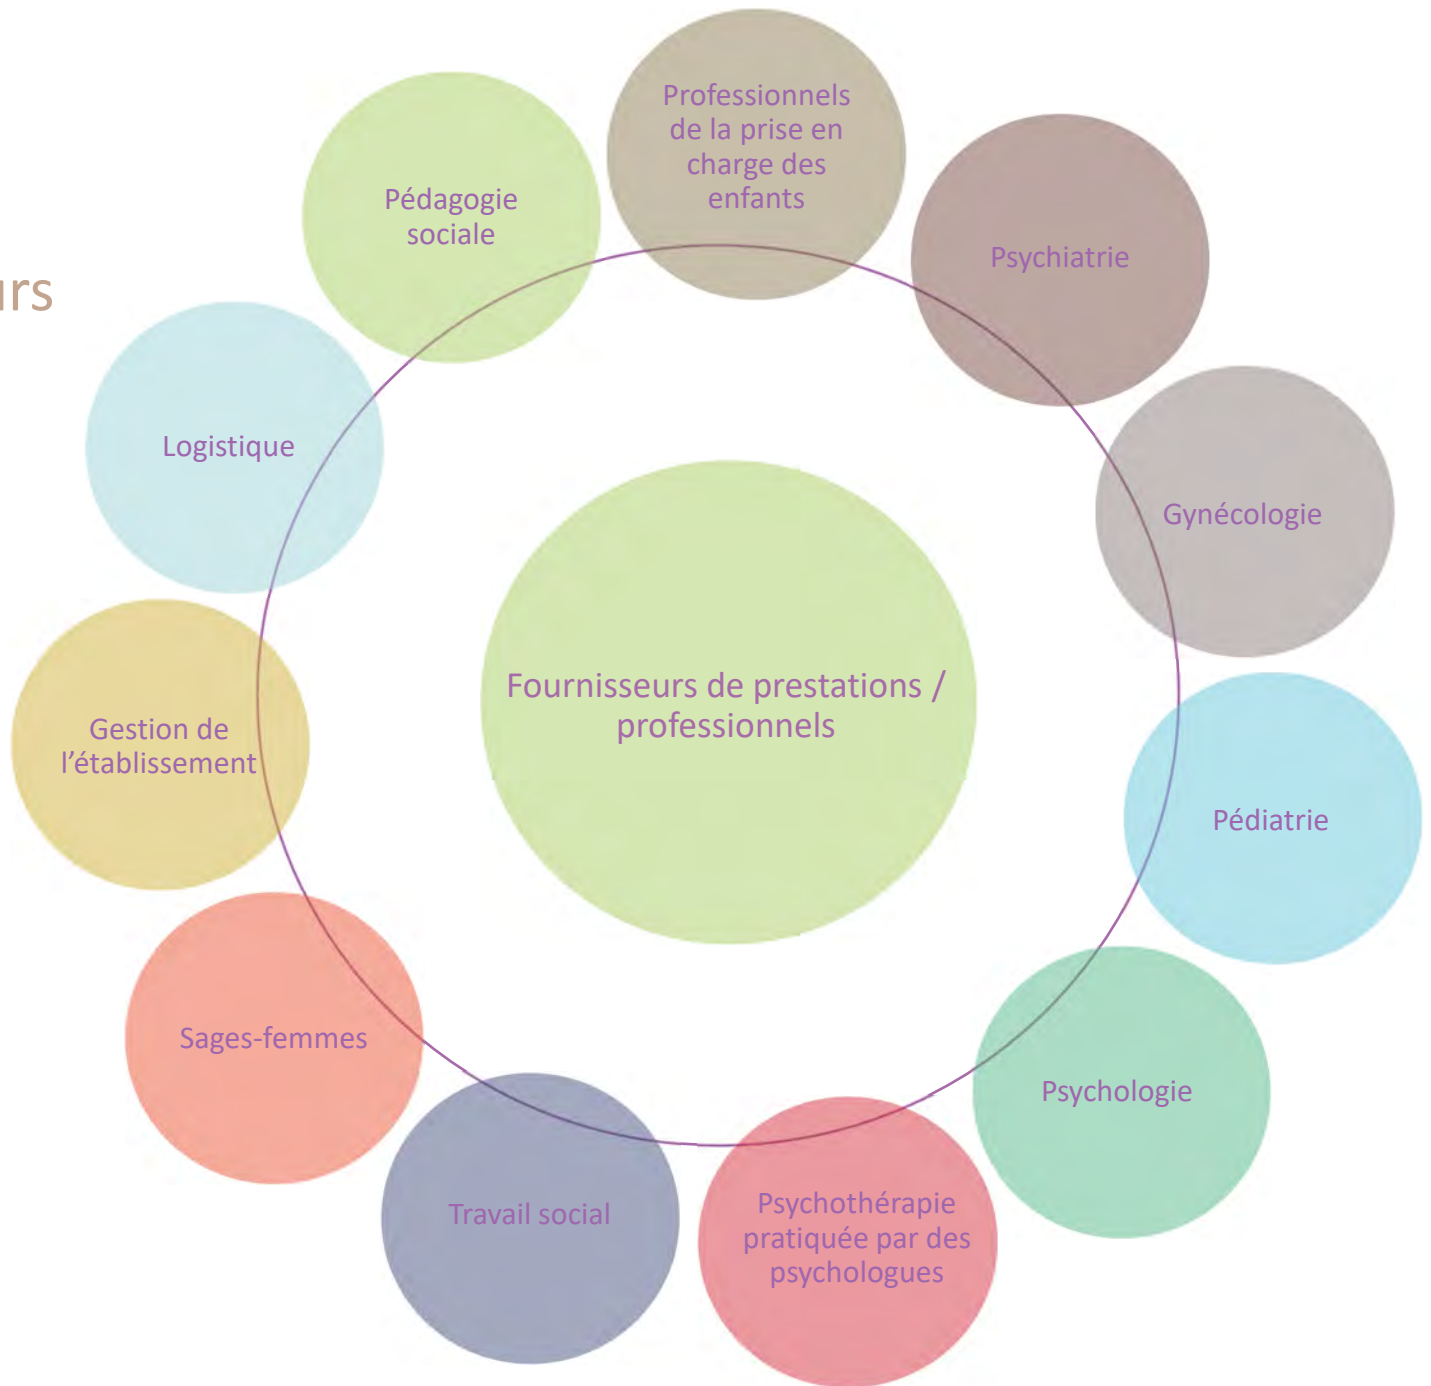 Professionnels
de la prise en
charge des
enfants
Psychiatrie
Gynécologie
Pédiatrie
Psychologie
Psychothérapie
pratiquée par des
psychologues
Travail social
Sages-femmes
Gestion de
l’établissement
Logistique
Pédagogie
sociale
Fournisseurs de prestations /
professionnels